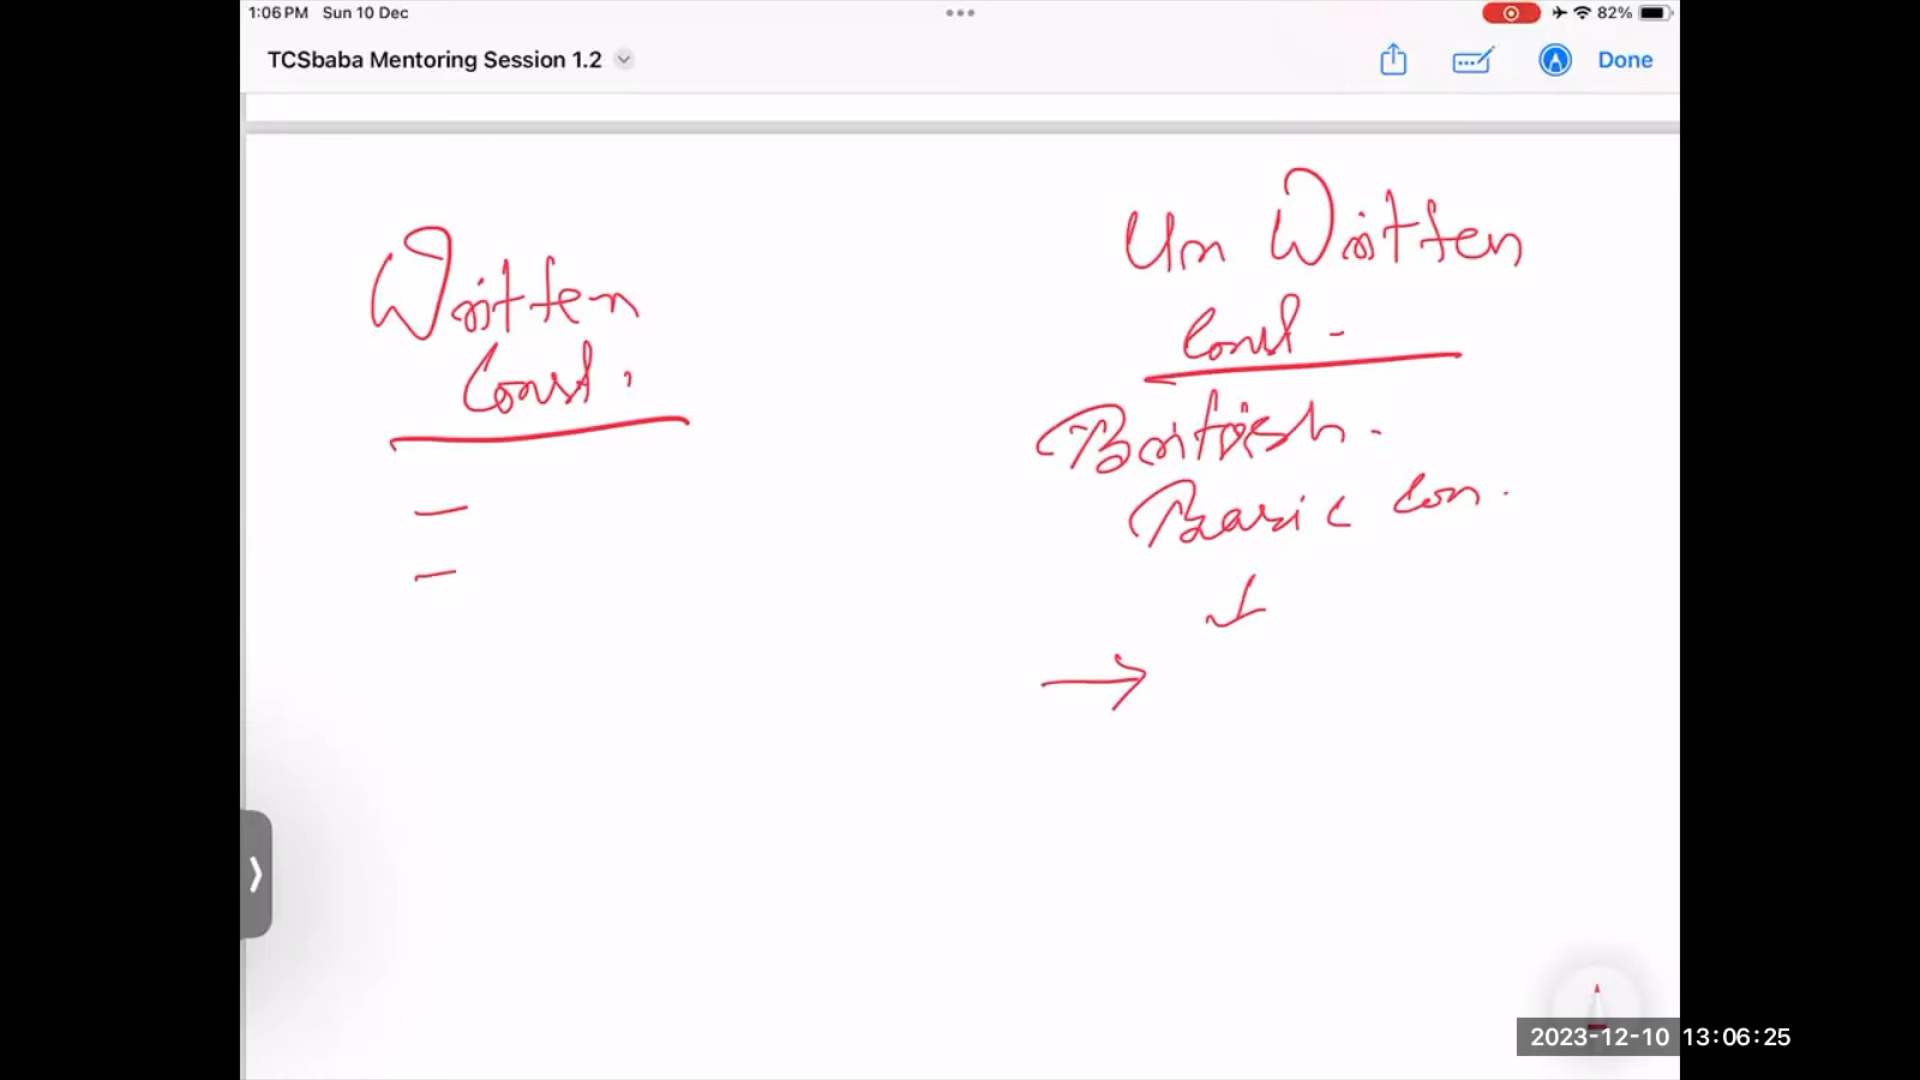 1:06 PM Sun 10 Dec
82%
TCSbaba Mentoring Session 1.2
Done
Written
Const.
Un Written
Const -
British.
Basic Con.
2023-12-10 13:06:25